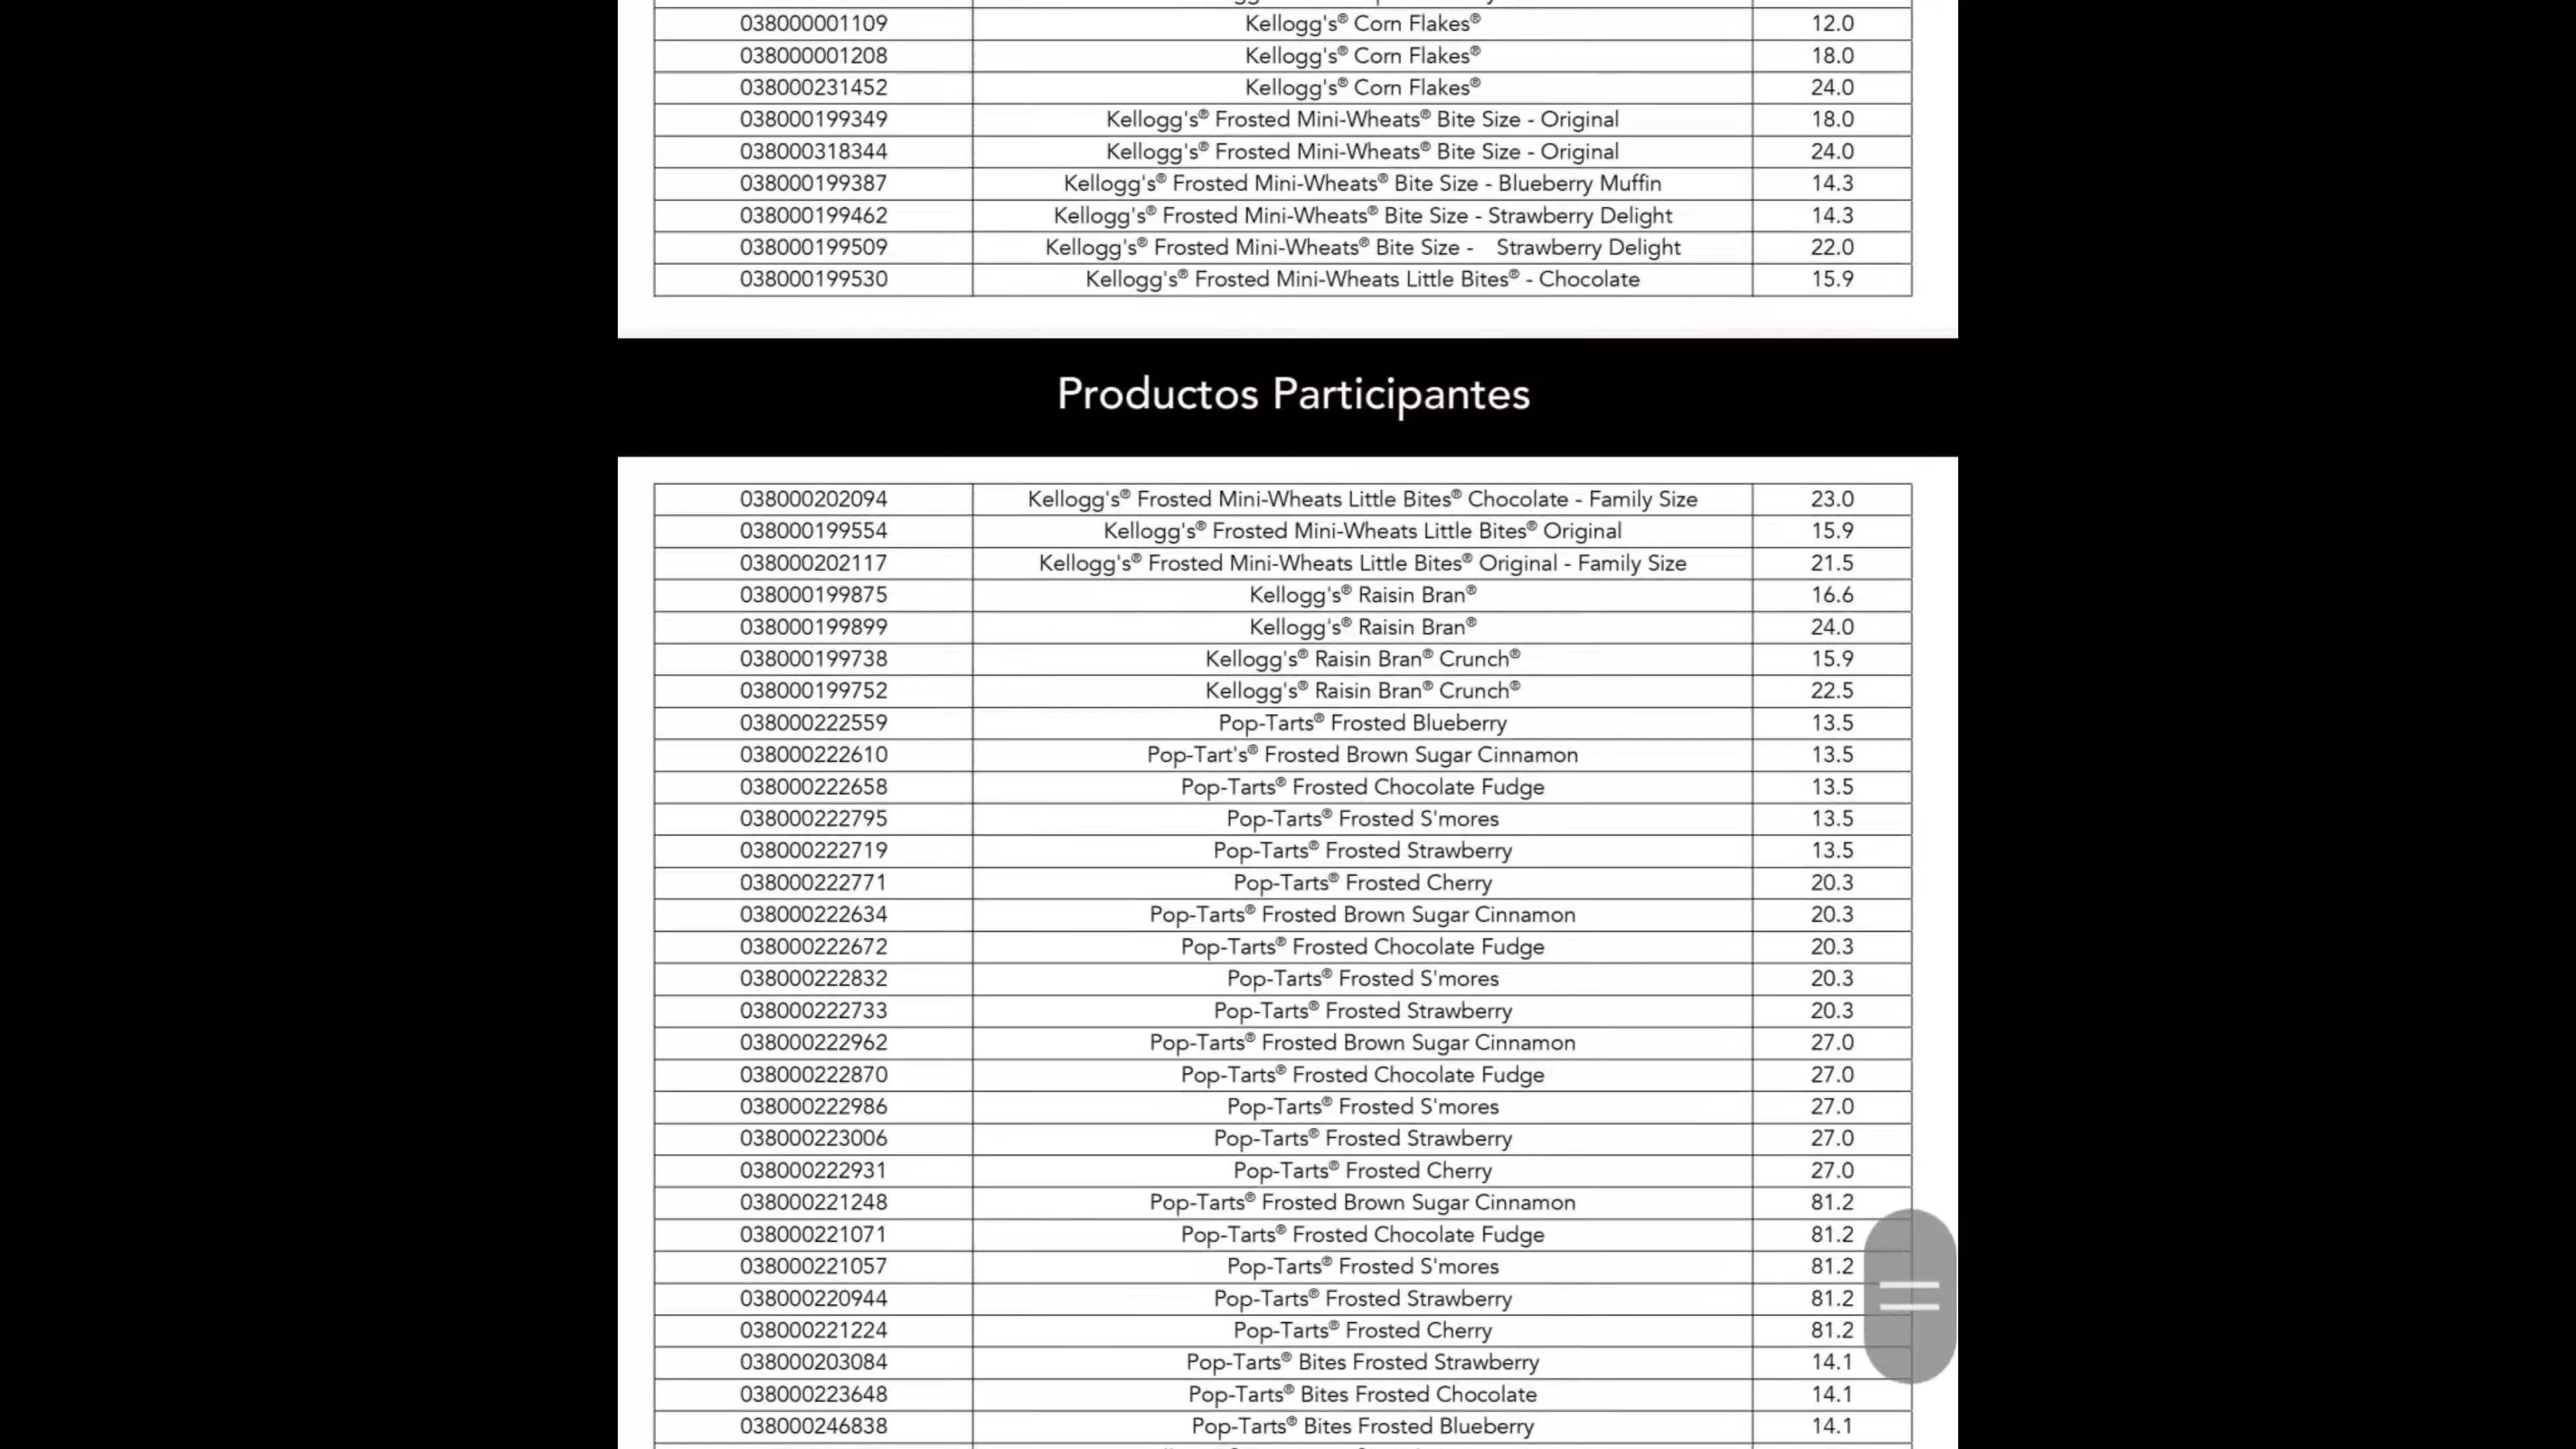 038000001109 Kellogg's® Corn Flakes® 12.0
038000001208 Kellogg's® Corn Flakes® 18.0
038000231452 Kellogg's® Corn Flakes® 24.0
038000199349 Kellogg's® Frosted Mini-Wheats® Bite Size - Original 18.0
038000318344 Kellogg's® Frosted Mini-Wheats® Bite Size - Original 24.0
038000199387 Kellogg's® Frosted Mini-Wheats® Bite Size - Blueberry Muffin 14.3
038000199462 Kellogg's® Frosted Mini-Wheats® Bite Size - Strawberry Delight 14.3
038000199509 Kellogg's® Frosted Mini-Wheats® Bite Size - Strawberry Delight 22.0
038000199530 Kellogg's® Frosted Mini-Wheats Little Bites® - Chocolate 15.9
Productos Participantes
038000202094 Kellogg's® Frosted Mini-Wheats Little Bites® Chocolate - Family Size 23.0
038000199554 Kellogg's® Frosted Mini-Wheats Little Bites® Original 15.9
038000202117 Kellogg's® Frosted Mini-Wheats Little Bites® Original - Family Size 21.5
038000199875 Kellogg's® Raisin Bran® 16.6
038000199899 Kellogg's® Raisin Bran® 24.0
038000199738 Kellogg's® Raisin Bran® Crunch® 15.9
038000199752 Kellogg's® Raisin Bran® Crunch® 22.5
038000222559 Pop-Tarts® Frosted Blueberry 13.5
038000222610 Pop-Tart's® Frosted Brown Sugar Cinnamon 13.5
038000222658 Pop-Tarts® Frosted Chocolate Fudge 13.5
038000222795 Pop-Tarts® Frosted S'mores 13.5
038000222719 Pop-Tarts® Frosted Strawberry 13.5
038000222771 Pop-Tarts® Frosted Cherry 20.3
038000222634 Pop-Tarts® Frosted Brown Sugar Cinnamon 20.3
038000222672 Pop-Tarts® Frosted Chocolate Fudge 20.3
038000222832 Pop-Tarts® Frosted S'mores 20.3
038000222733 Pop-Tarts® Frosted Strawberry 20.3
038000222962 Pop-Tarts® Frosted Brown Sugar Cinnamon 27.0
038000222870 Pop-Tarts® Frosted Chocolate Fudge 27.0
038000222986 Pop-Tarts® Frosted S'mores 27.0
038000223006 Pop-Tarts® Frosted Strawberry 27.0
038000222931 Pop-Tarts® Frosted Cherry 27.0
038000221248 Pop-Tarts® Frosted Brown Sugar Cinnamon 81.2
038000221071 Pop-Tarts® Frosted Chocolate Fudge 81.2
038000221057 Pop-Tarts® Frosted S'mores 81.2
038000220944 Pop-Tarts® Frosted Strawberry 81.2
038000221224 Pop-Tarts® Frosted Cherry 81.2
038000203084 Pop-Tarts® Bites Frosted Strawberry 14.1
038000223648 Pop-Tarts® Bites Frosted Chocolate 14.1
038000246838 Pop-Tarts® Bites Frosted Blueberry 14.1